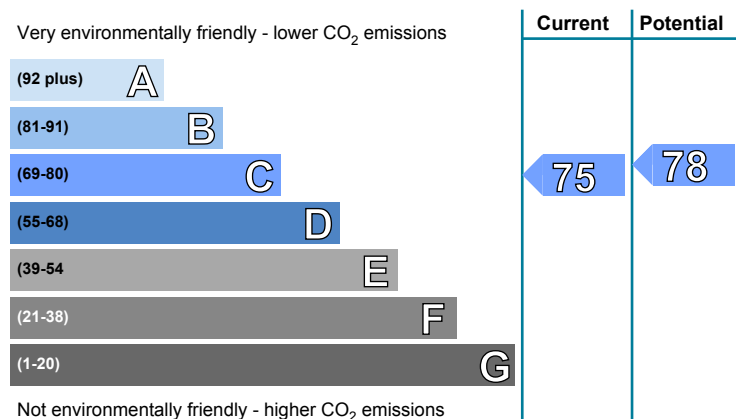 Very environmentally friendly - lower CO₂ emissions
Current
Potential
(92 plus) A
(81-91) B
(69-80) C
(55-68) D
(39-54 E
(21-38) F
(1-20) G
75
78
Not environmentally friendly - higher CO₂ emissions